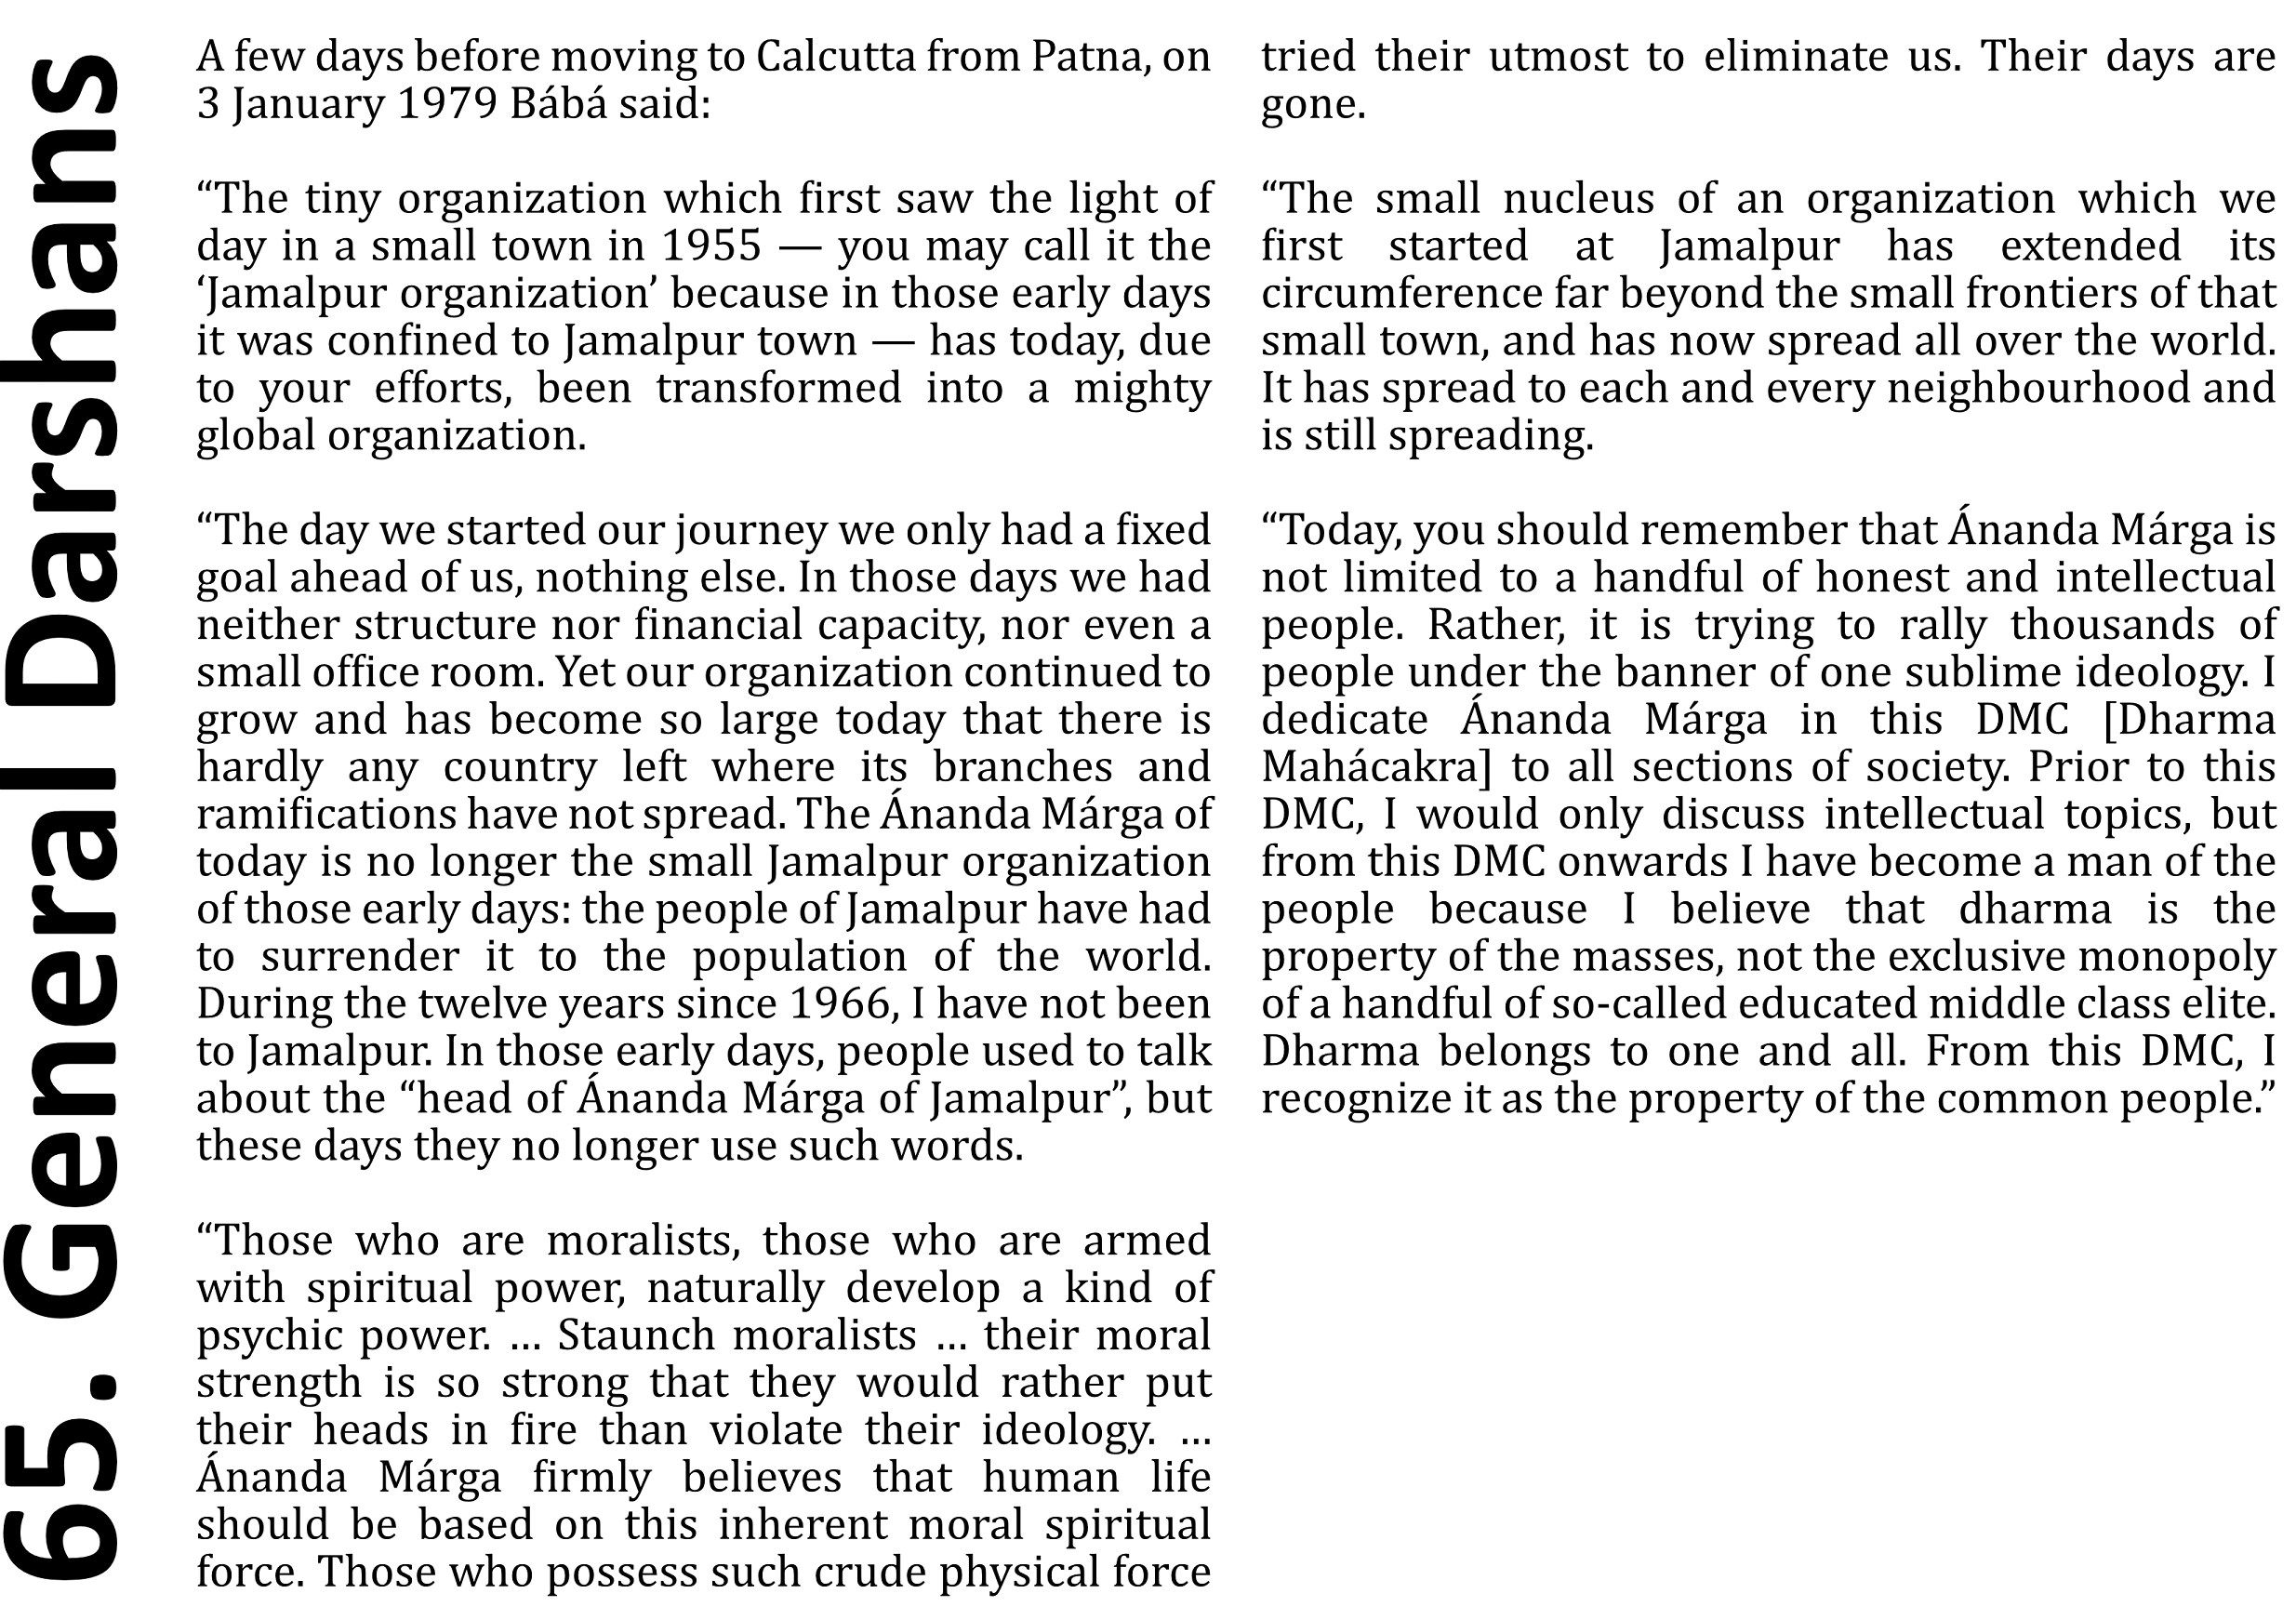 65. General Darshans
A few days before moving to Calcutta from Patna, on
3 January 1979 Bábá said:
“The tiny organization which first saw the light of
day in a small town in 1955 — you may call it the
‘Jamalpur organization’ because in those early days
it was confined to Jamalpur town — has today, due
to your efforts, been transformed into a mighty
global organization.
“The day we started our journey we only had a fixed
goal ahead of us, nothing else. In those days we had
neither structure nor financial capacity, nor even a
small office room. Yet our organization continued to
grow and has become so large today that there is
hardly any country left where its branches and
ramifications have not spread. The Ánanda Márga of
today is no longer the small Jamalpur organization
of those early days: the people of Jamalpur have had
to surrender it to the population of the world.
During the twelve years since 1966, I have not been
to Jamalpur. In those early days, people used to talk
about the “head of Ánanda Márga of Jamalpur”, but
these days they no longer use such words.
“Those who are moralists, those who are armed
with spiritual power, naturally develop a kind of
psychic power. ... Staunch moralists ... their moral
strength is so strong that they would rather put
their heads in fire than violate their ideology. ...
Ánanda Márga firmly believes that human life
should be based on this inherent moral spiritual
force. Those who possess such crude physical force
tried their utmost to eliminate us. Their days are
gone.
“The small nucleus of an organization which we
first started at Jamalpur has extended its
circumference far beyond the small frontiers of that
small town, and has now spread all over the world.
It has spread to each and every neighbourhood and
is still spreading.
“Today, you should remember that Ánanda Márga is
not limited to a handful of honest and intellectual
people. Rather, it is trying to rally thousands of
people under the banner of one sublime ideology. I
dedicate Ánanda Márga in this DMC [Dharma
Mahácakra] to all sections of society. Prior to this
DMC, I would only discuss intellectual topics, but
from this DMC onwards I have become a man of the
people because I believe that dharma is the
property of the masses, not the exclusive monopoly
of a handful of so-called educated middle class elite.
Dharma belongs to one and all. From this DMC, I
recognize it as the property of the common people.”